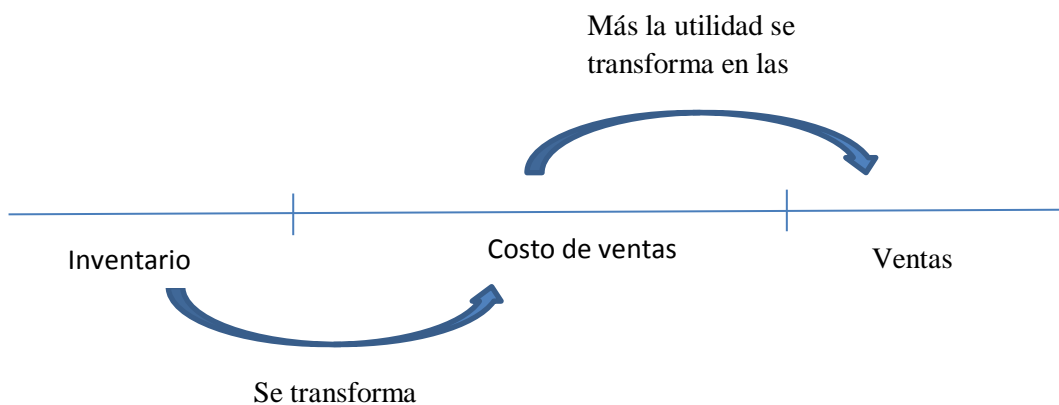 Más la utilidad se
transforma en las
Inventario
Costo de ventas
Ventas
Se transforma